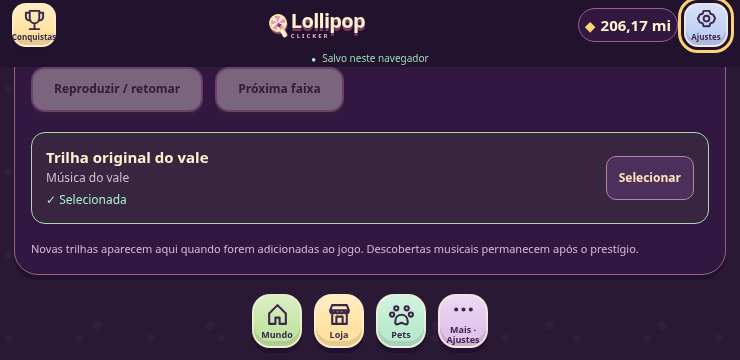 Conquistas
Lollipop
CLICKER
206,17 mi
Ajustes
• Salvo neste navegador
Reproduzir / retomar
Próxima faixa
Trilha original do vale
Música do vale
✓ Selecionada
Selecionar
Novas trilhas aparecem aqui quando forem adicionadas ao jogo. Descobertas musicais permanecem após o prestígio.
Mundo
Loja
Pets
Mais ·
Ajustes